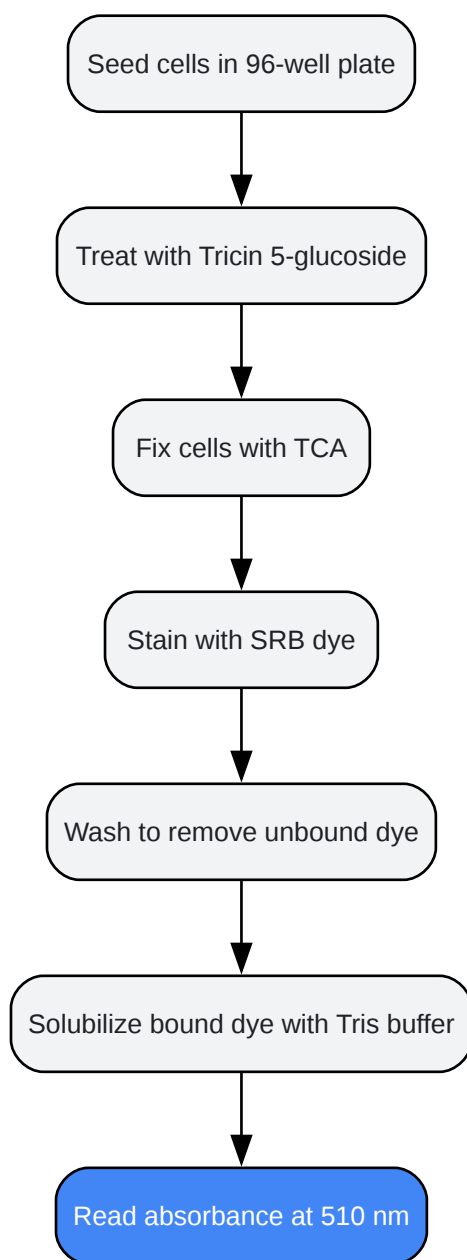 Seed cells in 96-well plate
Treat with Tricin 5-glucoside
Fix cells with TCA
Stain with SRB dye
Wash to remove unbound dye
Solubilize bound dye with Tris buffer
Read absorbance at 510 nm